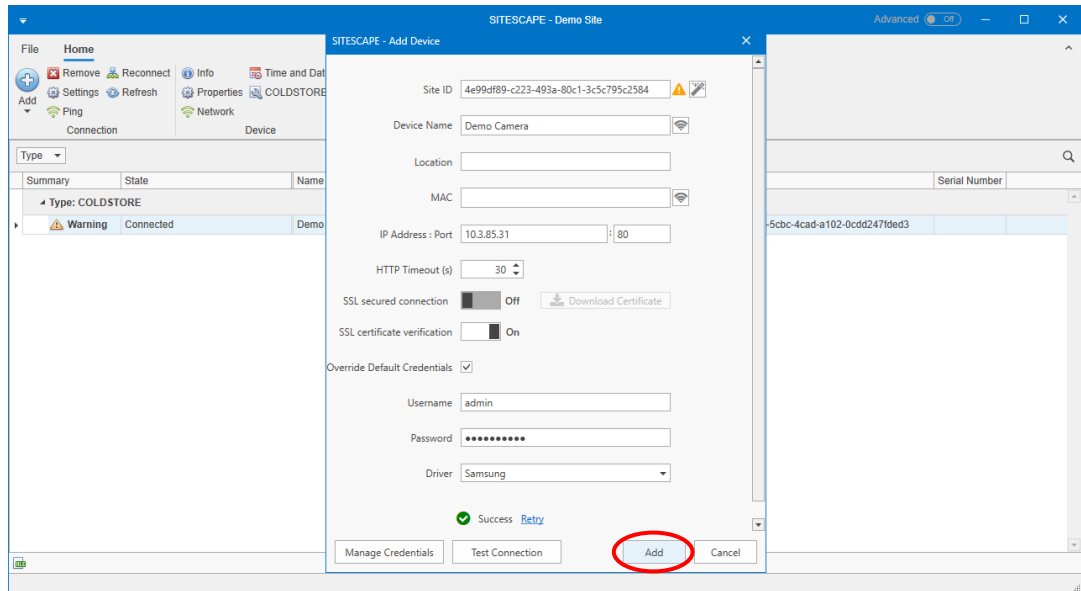 SITESCAPE - Demo Site
Advanced Off
File Home
SITESCAPE - Add Device
Add
Remove Reconnect Info Time and Dat
Settings Refresh Properties COLDSTORE
Ping Network
Connection Device
Type
Summary State Name Serial Number
Type: COLDSTORE
Warning Connected Demo -5cbc-4cad-a102-0cdd247fded3
Site ID 4e99df89-c223-493a-80c1-3c5c795c2584
Device Name Demo Camera
Location
MAC
IP Address : Port 10.3.85.31 : 80
HTTP Timeout (s) 30
SSL secured connection Off Download Certificate
SSL certificate verification On
Override Default Credentials
Username admin
Password ●●●●●●●●●●
Driver Samsung
Success Retry
Manage Credentials Test Connection Add Cancel